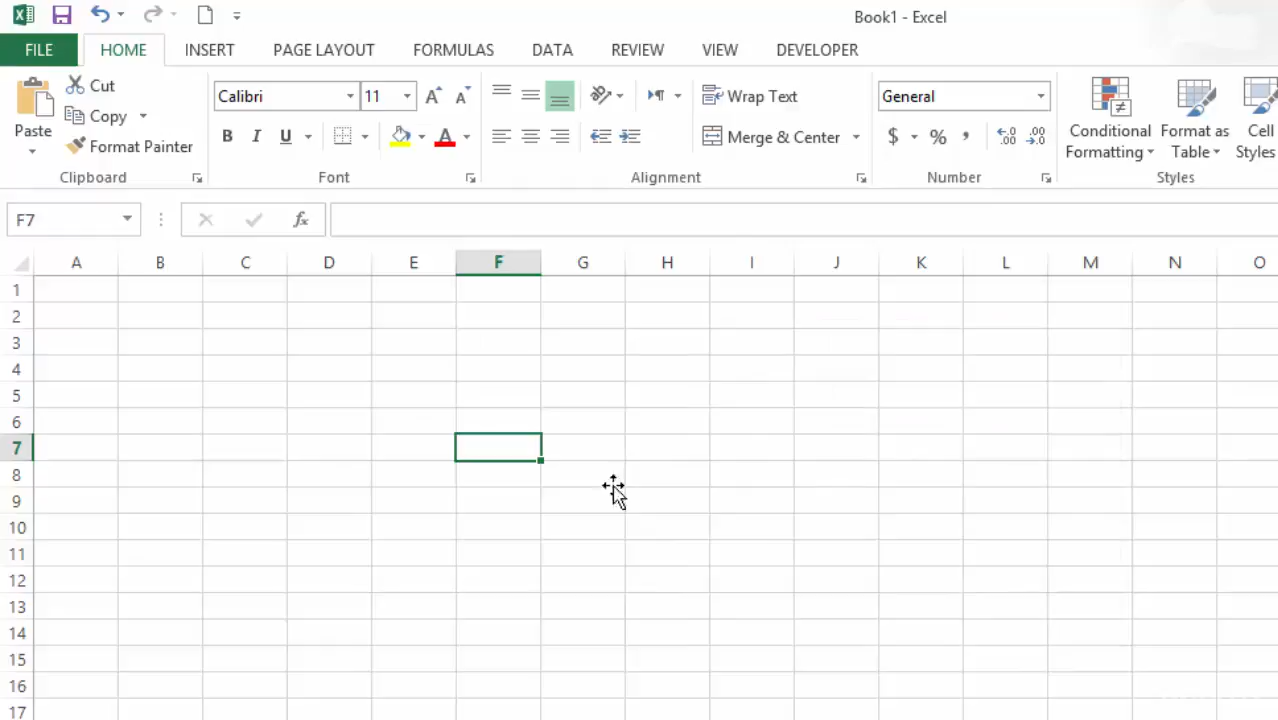 Book1 - Excel
FILE HOME INSERT PAGE LAYOUT FORMULAS DATA REVIEW VIEW DEVELOPER
Paste
Cut
Copy
Format Painter
Clipboard
Calibri 11
B I U A
Font
Wrap Text
Merge & Center
Alignment
General
$ % , .00
Number
Conditional Formatting
Format as Table
Cell Styles
Styles
F7 fx
A B C D E F G H I J K L M N O
1
2
3
4
5
6
7
8
9
10
11
12
13
14
15
16
17